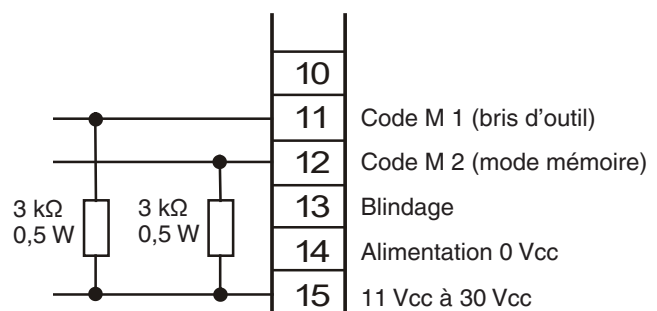 10
11 Code M 1 (bris d'outil)
12 Code M 2 (mode mémoire)
3 kΩ 3 kΩ 13 Blindage
0,5 W 0,5 W
14 Alimentation 0 Vcc
15 11 Vcc à 30 Vcc